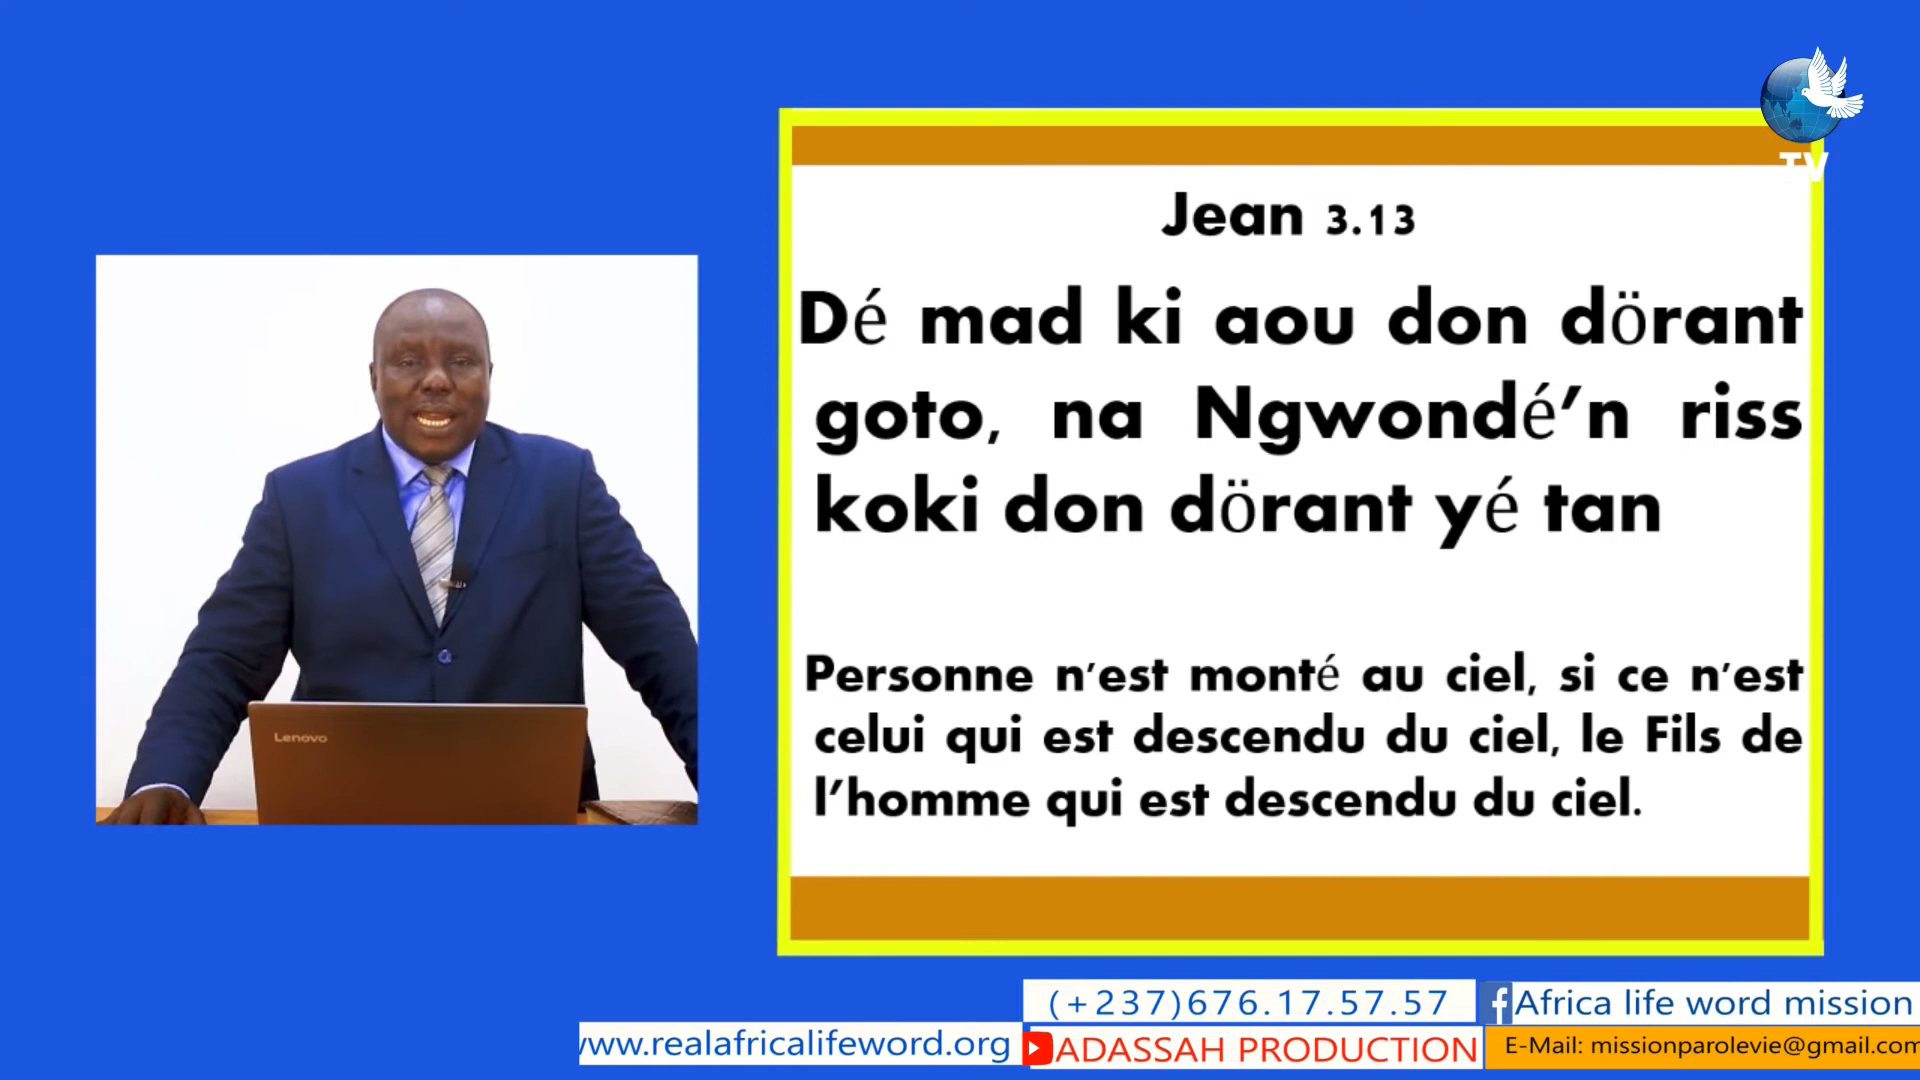 TV
Jean 3.13
Dé mad ki aou don dörant
goto, na Ngwondé’n riss
koki don dörant yé tan
Personne n’est monté au ciel, si ce n’est
celui qui est descendu du ciel, le Fils de
l’homme qui est descendu du ciel.
Lenovo
(+237)676.17.57.57
Africa life word mission
www.realafricalifeword.org
ADASSAH PRODUCTION
E-Mail: missionparolevie@gmail.com